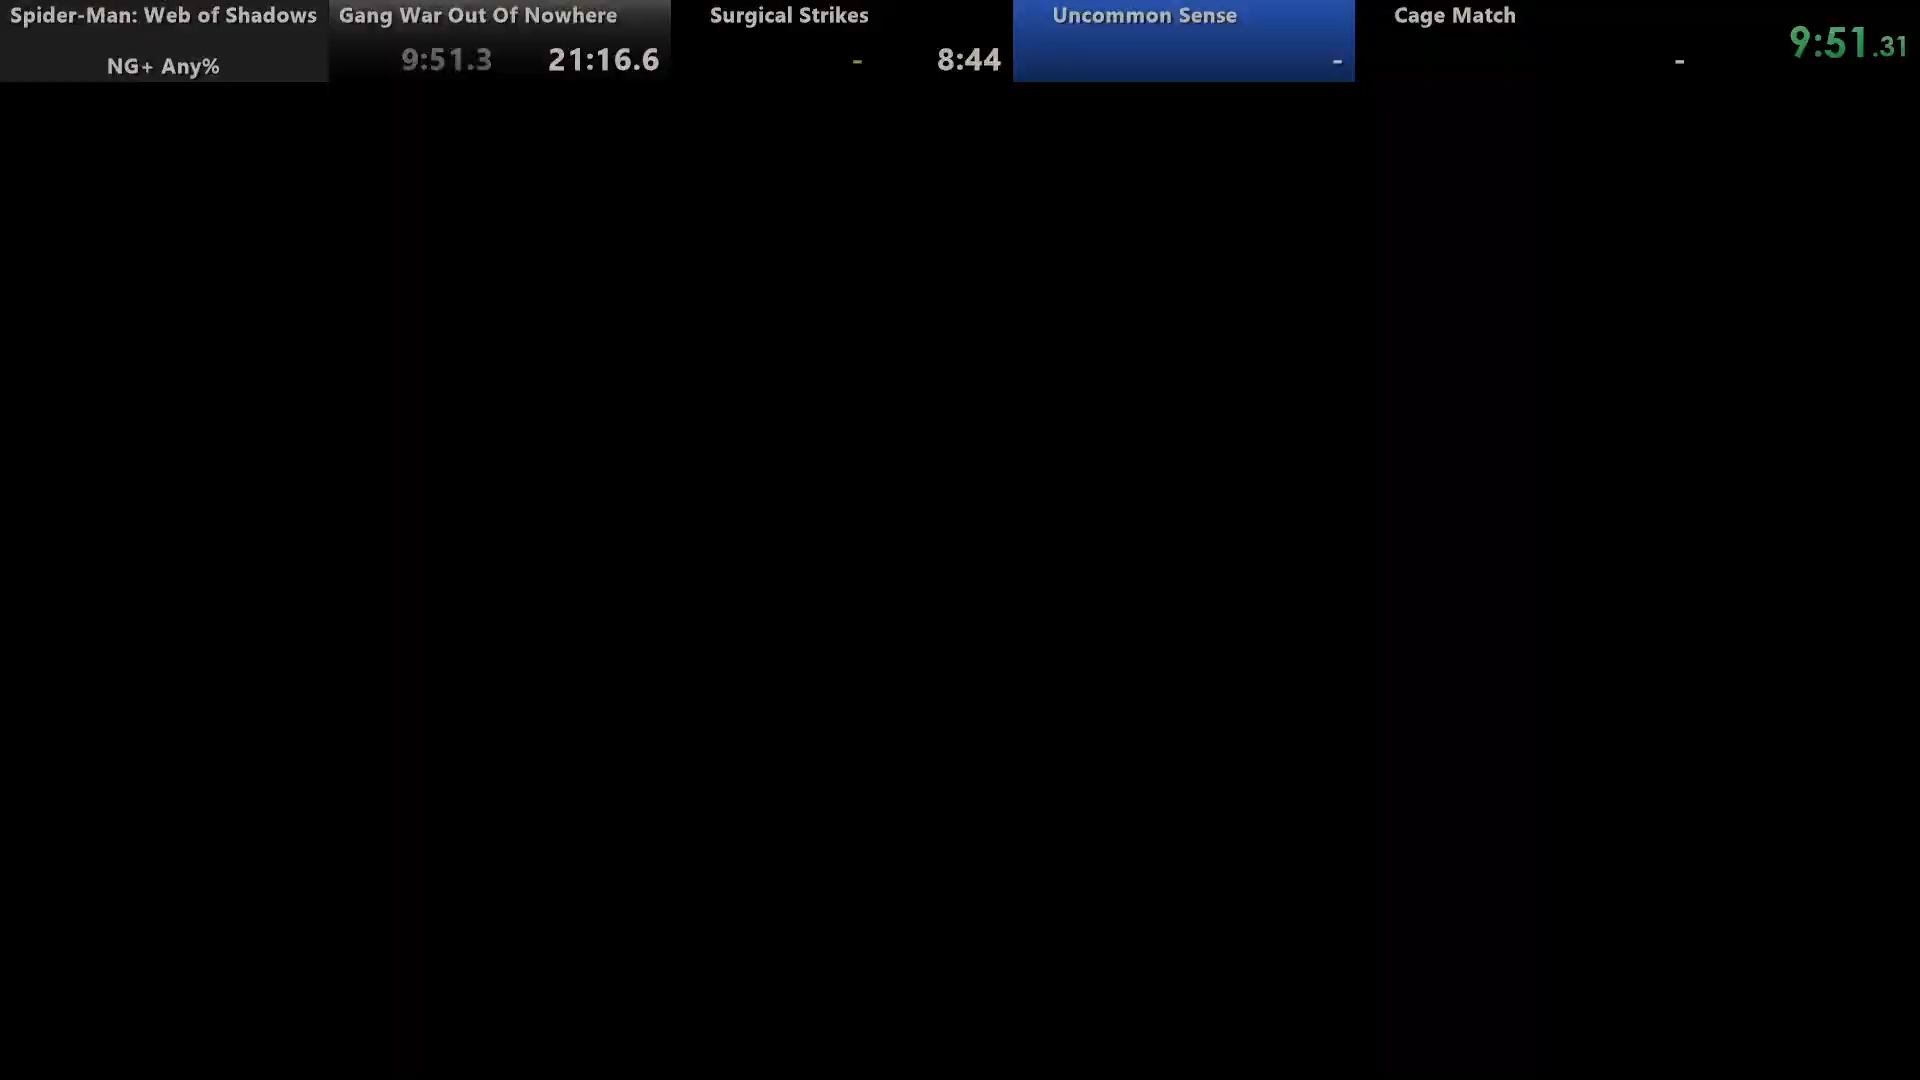 Spider-Man: Web of Shadows
NG+ Any%
Gang War Out Of Nowhere
9:51.3 21:16.6
Surgical Strikes
- 8:44
Uncommon Sense
-
Cage Match
-
9:51.31